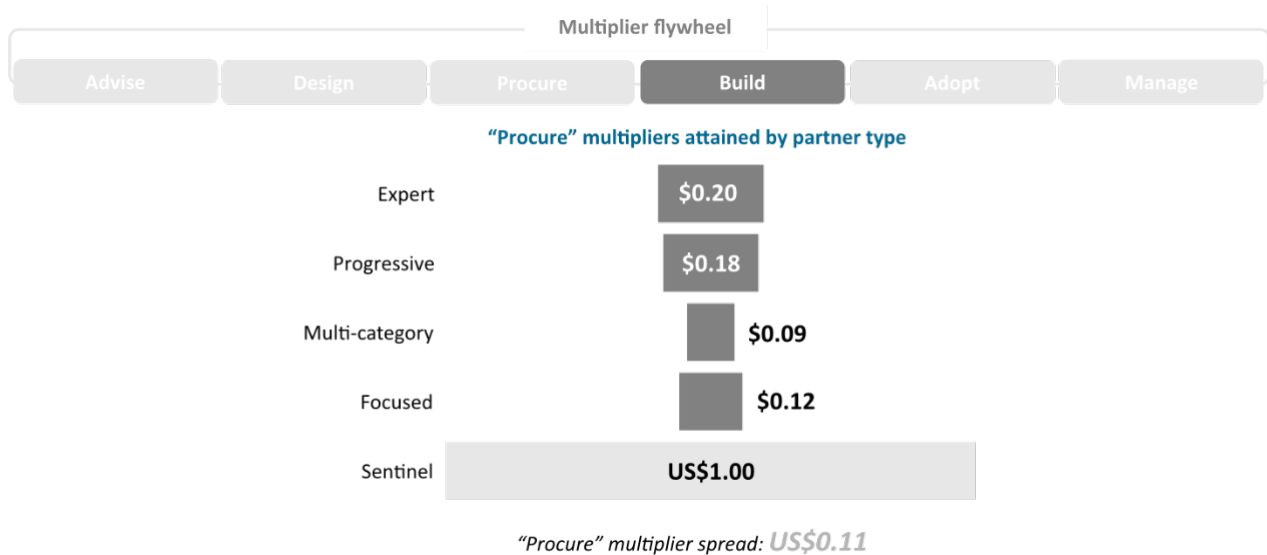 Multiplier flywheel
Advise Design Procure Build Adopt Manage
“Procure” multipliers attained by partner type
Expert $0.20
Progressive $0.18
Multi-category $0.09
Focused $0.12
Sentinel US$1.00
“Procure” multiplier spread: US$0.11